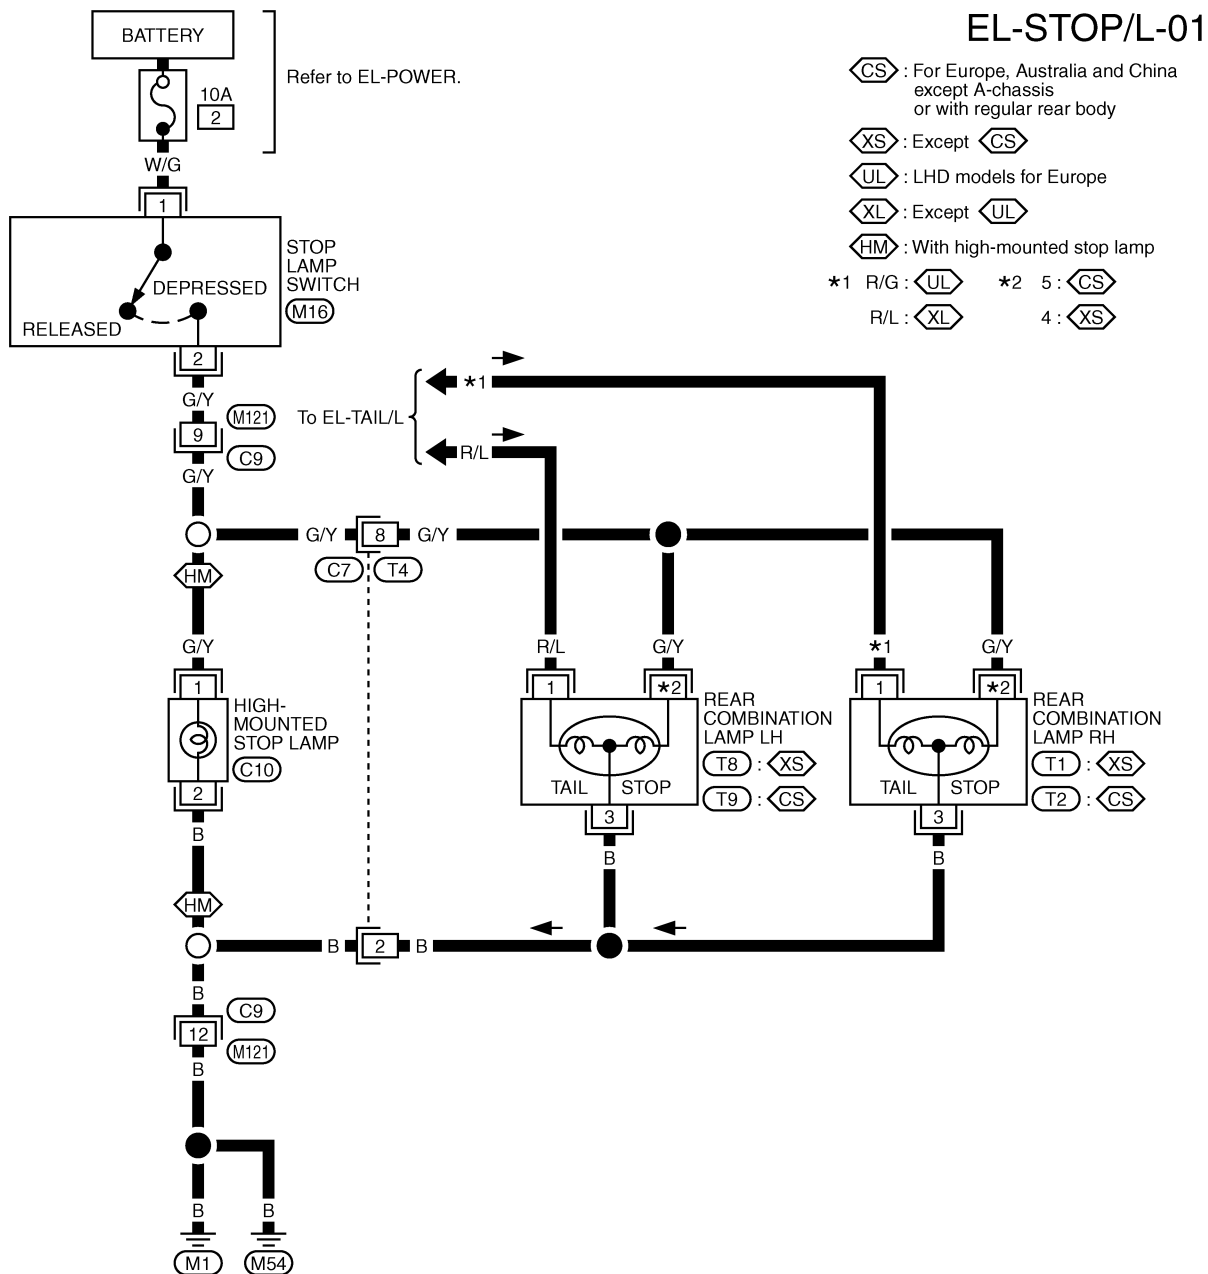 EL-STOP/L-01
BATTERY
Refer to EL-POWER.
10A
2
W/G
1
CS : For Europe, Australia and China
except A-chassis
or with regular rear body
XS : Except CS
UL : LHD models for Europe
XL : Except UL
HM : With high-mounted stop lamp
*1 R/G : UL *2 5 : CS
R/L : XL 4 : XS
DEPRESSED
RELEASED
STOP
LAMP
SWITCH
M16
2
G/Y
M121
9
C9
G/Y
To EL-TAIL/L
*1
R/L
G/Y 8 G/Y
C7 T4
HM
G/Y
R/L G/Y *1 G/Y
1
HIGH-
MOUNTED
STOP LAMP
C10
2
B
1 *2
TAIL STOP
REAR
COMBINATION
LAMP LH
T8 : XS
T9 : CS
3
B
1 *2
TAIL STOP
REAR
COMBINATION
LAMP RH
T1 : XS
T2 : CS
3
B
HM
B 2 B
B
C9
12
M121
B
B B
M1 M54